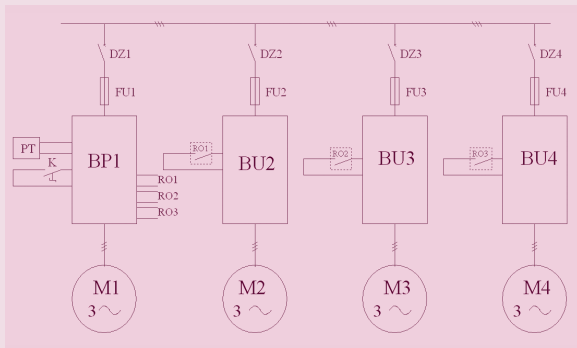 DZ1 DZ2 DZ3 DZ4
FU1 FU2 FU3 FU4
PT K BP1 RO1 BU2 RO2 BU3 RO3 BU4
RO1
RO2
RO3
M1 M2 M3 M4
3 3 3 3